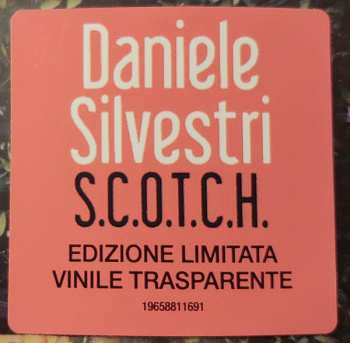 Daniele
Silvestri
S.C.O.T.C.H.
EDIZIONE LIMITATA
VINILE TRASPARENTE
19658811691